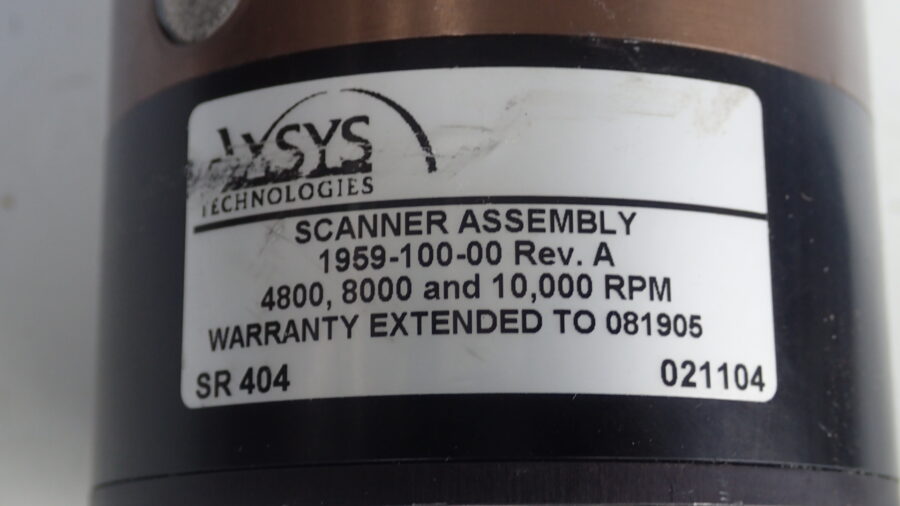 TECHNOLOGIES
SCANNER ASSEMBLY
1959-100-00 Rev. A
4800, 8000 and 10,000 RPM
WARRANTY EXTENDED TO 081905
SR 404
021104